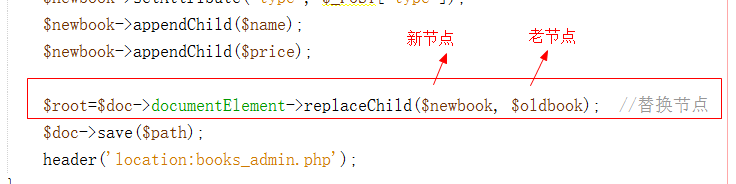 $newbook->setAttribute('type', $_POST['type']);
$newbook->appendChild($name);
$newbook->appendChild($price);
新节点 老节点
$root=$doc->documentElement->replaceChild($newbook, $oldbook); //替换节点
$doc->save($path);
header('location:books_admin.php');
}